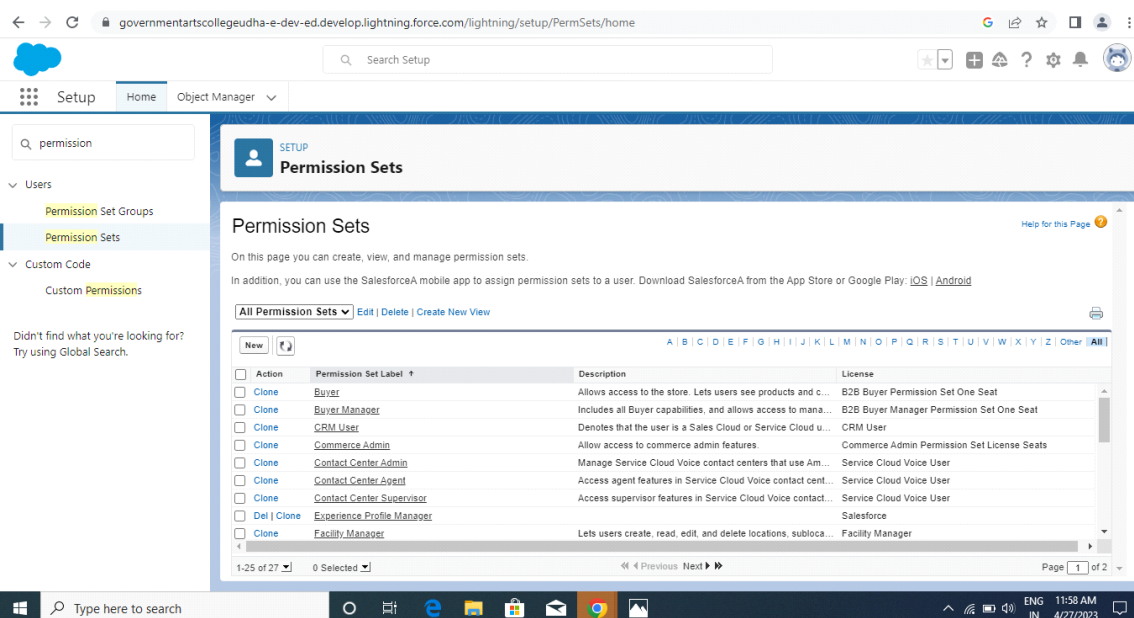 governmentartscollegeudha-e-dev-ed.develop.lightning.force.com/lightning/setup/PermSets/home
Search Setup
Setup Home Object Manager
permission
Users
Permission Set Groups
Permission Sets
Custom Code
Custom Permissions
Didn't find what you're looking for?
Try using Global Search.
SETUP
Permission Sets
Permission Sets
Help for this Page
On this page you can create, view, and manage permission sets.
In addition, you can use the SalesforceA mobile app to assign permission sets to a user. Download SalesforceA from the App Store or Google Play: iOS | Android
All Permission Sets Edit | Delete | Create New View
New A | B | C | D | E | F | G | H | I | J | K | L | M | N | O | P | Q | R | S | T | U | V | W | X | Y | Z | Other All
Action Permission Set Label ↑ Description License
Clone Buyer Allows access to the store. Lets users see products and c... B2B Buyer Permission Set One Seat
Clone Buyer Manager Includes all Buyer capabilities, and allows access to mana... B2B Buyer Manager Permission Set One Seat
Clone CRM User Denotes that the user is a Sales Cloud or Service Cloud u... CRM User
Clone Commerce Admin Allow access to commerce admin features. Commerce Admin Permission Set License Seats
Clone Contact Center Admin Manage Service Cloud Voice contact centers that use Am... Service Cloud Voice User
Clone Contact Center Agent Access agent features in Service Cloud Voice contact cent... Service Cloud Voice User
Clone Contact Center Supervisor Access supervisor features in Service Cloud Voice contact... Service Cloud Voice User
Del | Clone Experience Profile Manager Salesforce
Clone Facility Manager Lets users create, read, edit, and delete locations, subloca... Facility Manager
1-25 of 27 0 Selected Previous Next Page 1 of 2
Type here to search
ENG 11:58 AM
IN 4/27/2023